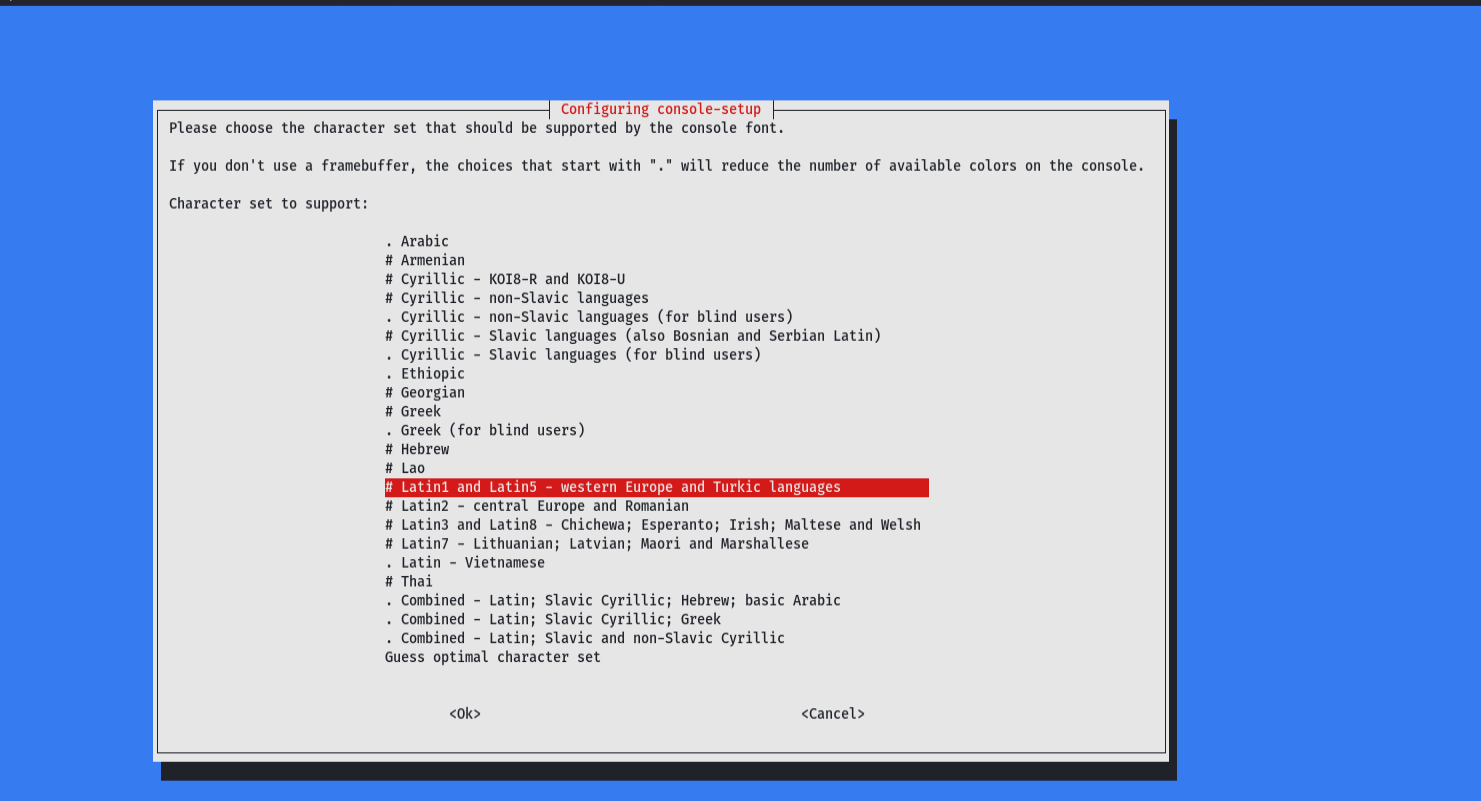 Configuring console-setup
Please choose the character set that should be supported by the console font.
If you don't use a framebuffer, the choices that start with "." will reduce the number of available colors on the console.
Character set to support:
. Arabic
# Armenian
# Cyrillic - KOI8-R and KOI8-U
# Cyrillic - non-Slavic languages
. Cyrillic - non-Slavic languages (for blind users)
# Cyrillic - Slavic languages (also Bosnian and Serbian Latin)
. Cyrillic - Slavic languages (for blind users)
. Ethiopic
# Georgian
# Greek
. Greek (for blind users)
# Hebrew
# Lao
# Latin1 and Latin5 - western Europe and Turkic languages
# Latin2 - central Europe and Romanian
# Latin3 and Latin8 - Chichewa; Esperanto; Irish; Maltese and Welsh
# Latin7 - Lithuanian; Latvian; Maori and Marshallese
. Latin - Vietnamese
# Thai
. Combined - Latin; Slavic Cyrillic; Hebrew; basic Arabic
. Combined - Latin; Slavic Cyrillic; Greek
. Combined - Latin; Slavic and non-Slavic Cyrillic
Guess optimal character set
<Ok> <Cancel>